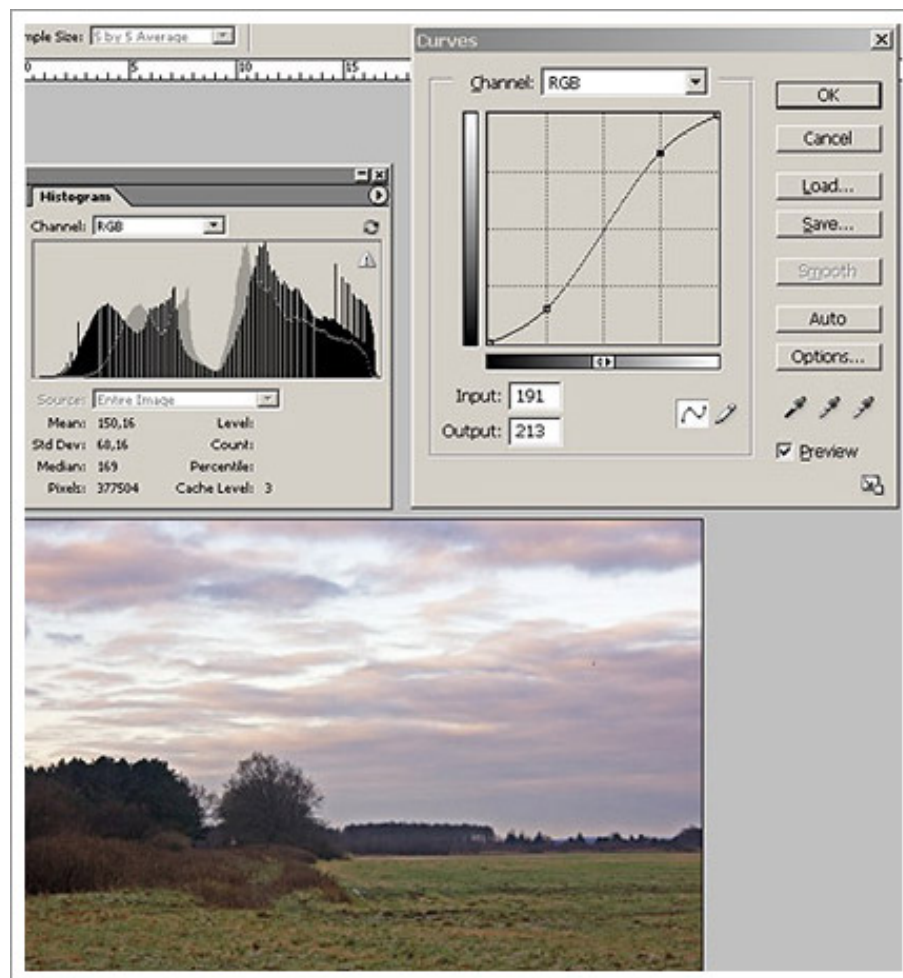 mple Size: 5 by 5 Average
0 5 10 15
Curves
Channel: RGB
OK
Cancel
Load...
Save...
Smooth
Auto
Options...
Input: 191
Output: 213
Preview
Histogram
Channel: RGB
Source: Entire Image
Mean: 150,16 Level:
Std Dev: 60,16 Count:
Median: 169 Percentile:
Pixels: 377504 Cache Level: 3